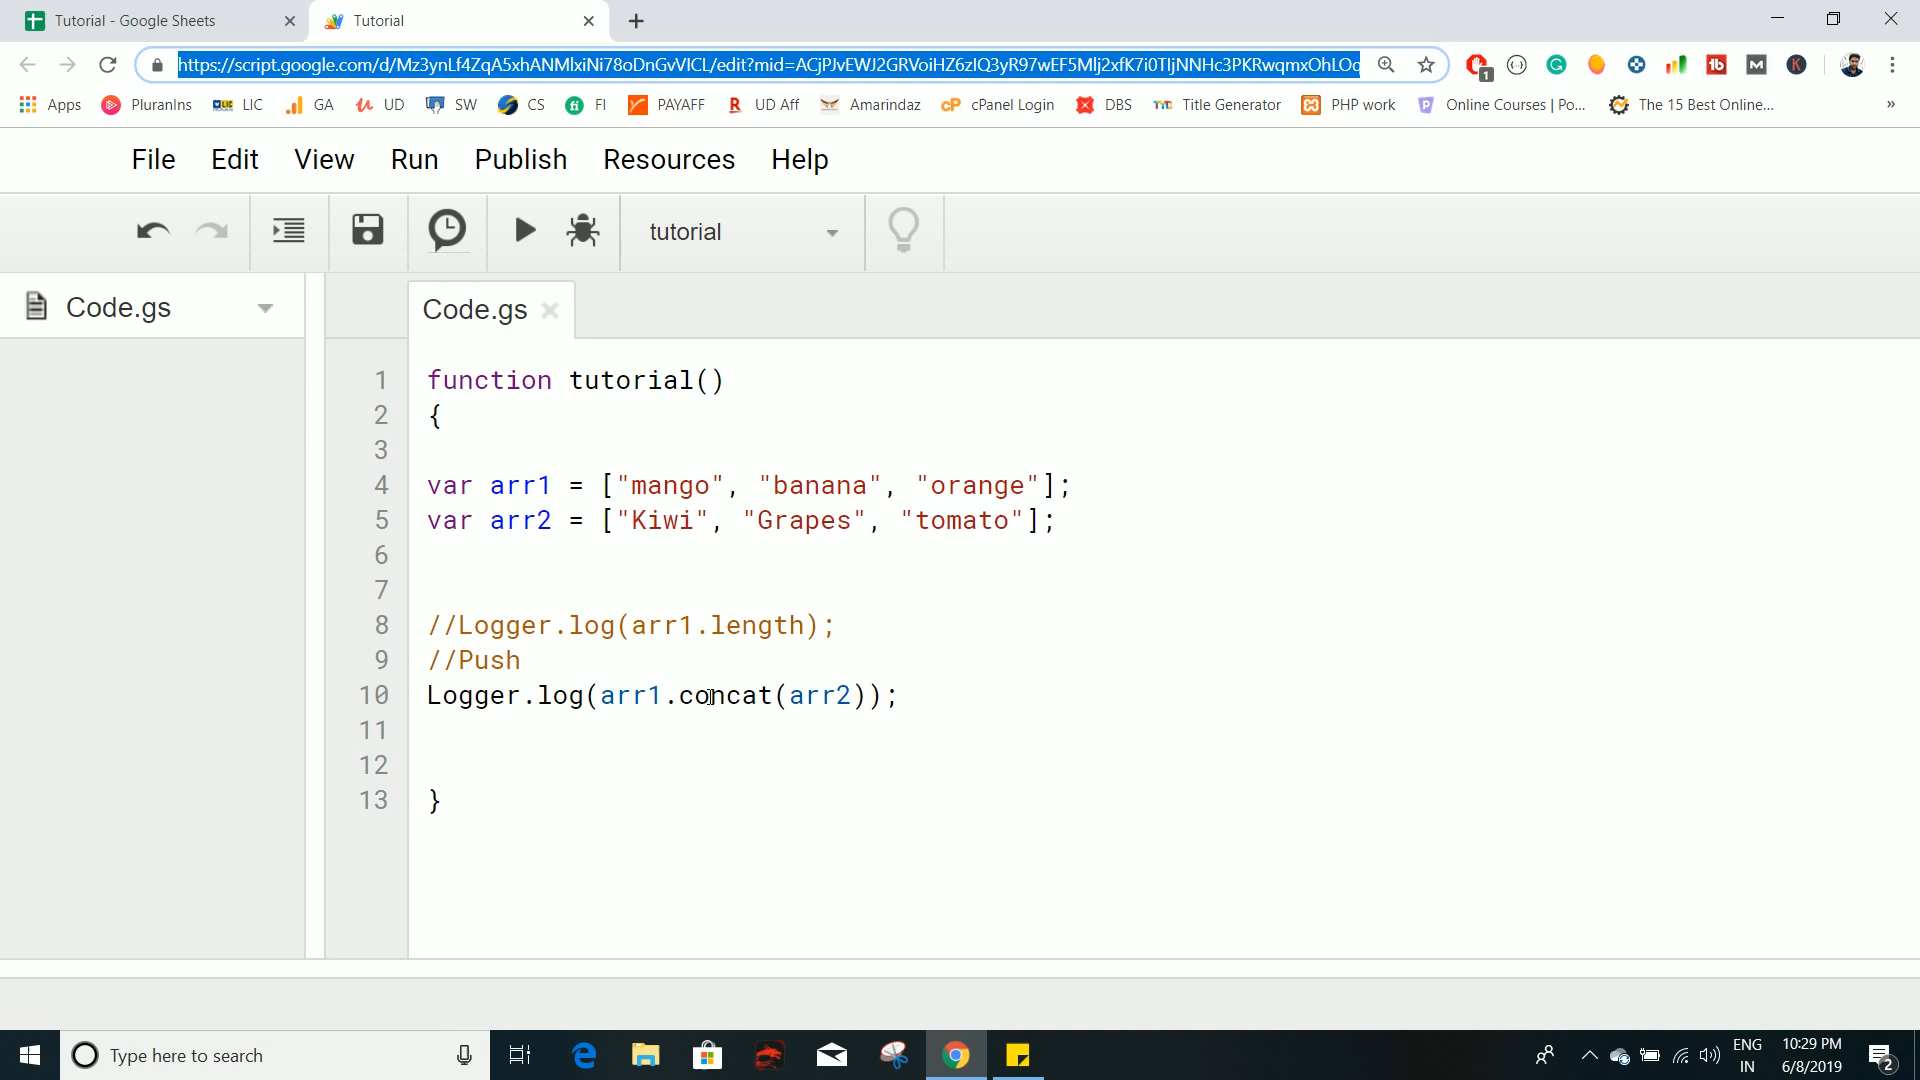 Tutorial - Google Sheets
Tutorial
https://script.google.com/d/Mz3ynLf4ZqA5xhANMlxiNi78oDnGvVICL/edit?mid=ACjPJvEWJ2GRVoiHZ6zlQ3yR97wEF5Mlj2xfK7i0TljNNHc3PKRwqmxOhLOo
1
Apps PluranIns LIC GA UD SW CS FI PAYAFF UD Aff Amarindaz cPanel Login DBS Title Generator PHP work Online Courses | Po... The 15 Best Online... »
File Edit View Run Publish Resources Help
tutorial
Code.gs
Code.gs
1 function tutorial()
2 {
3
4 var arr1 = ["mango", "banana", "orange"];
5 var arr2 = ["Kiwi", "Grapes", "tomato"];
6
7
8 //Logger.log(arr1.length);
9 //Push
10 Logger.log(arr1.concat(arr2));
11
12
13 }
Type here to search
ENG
IN
10:29 PM
6/8/2019
2